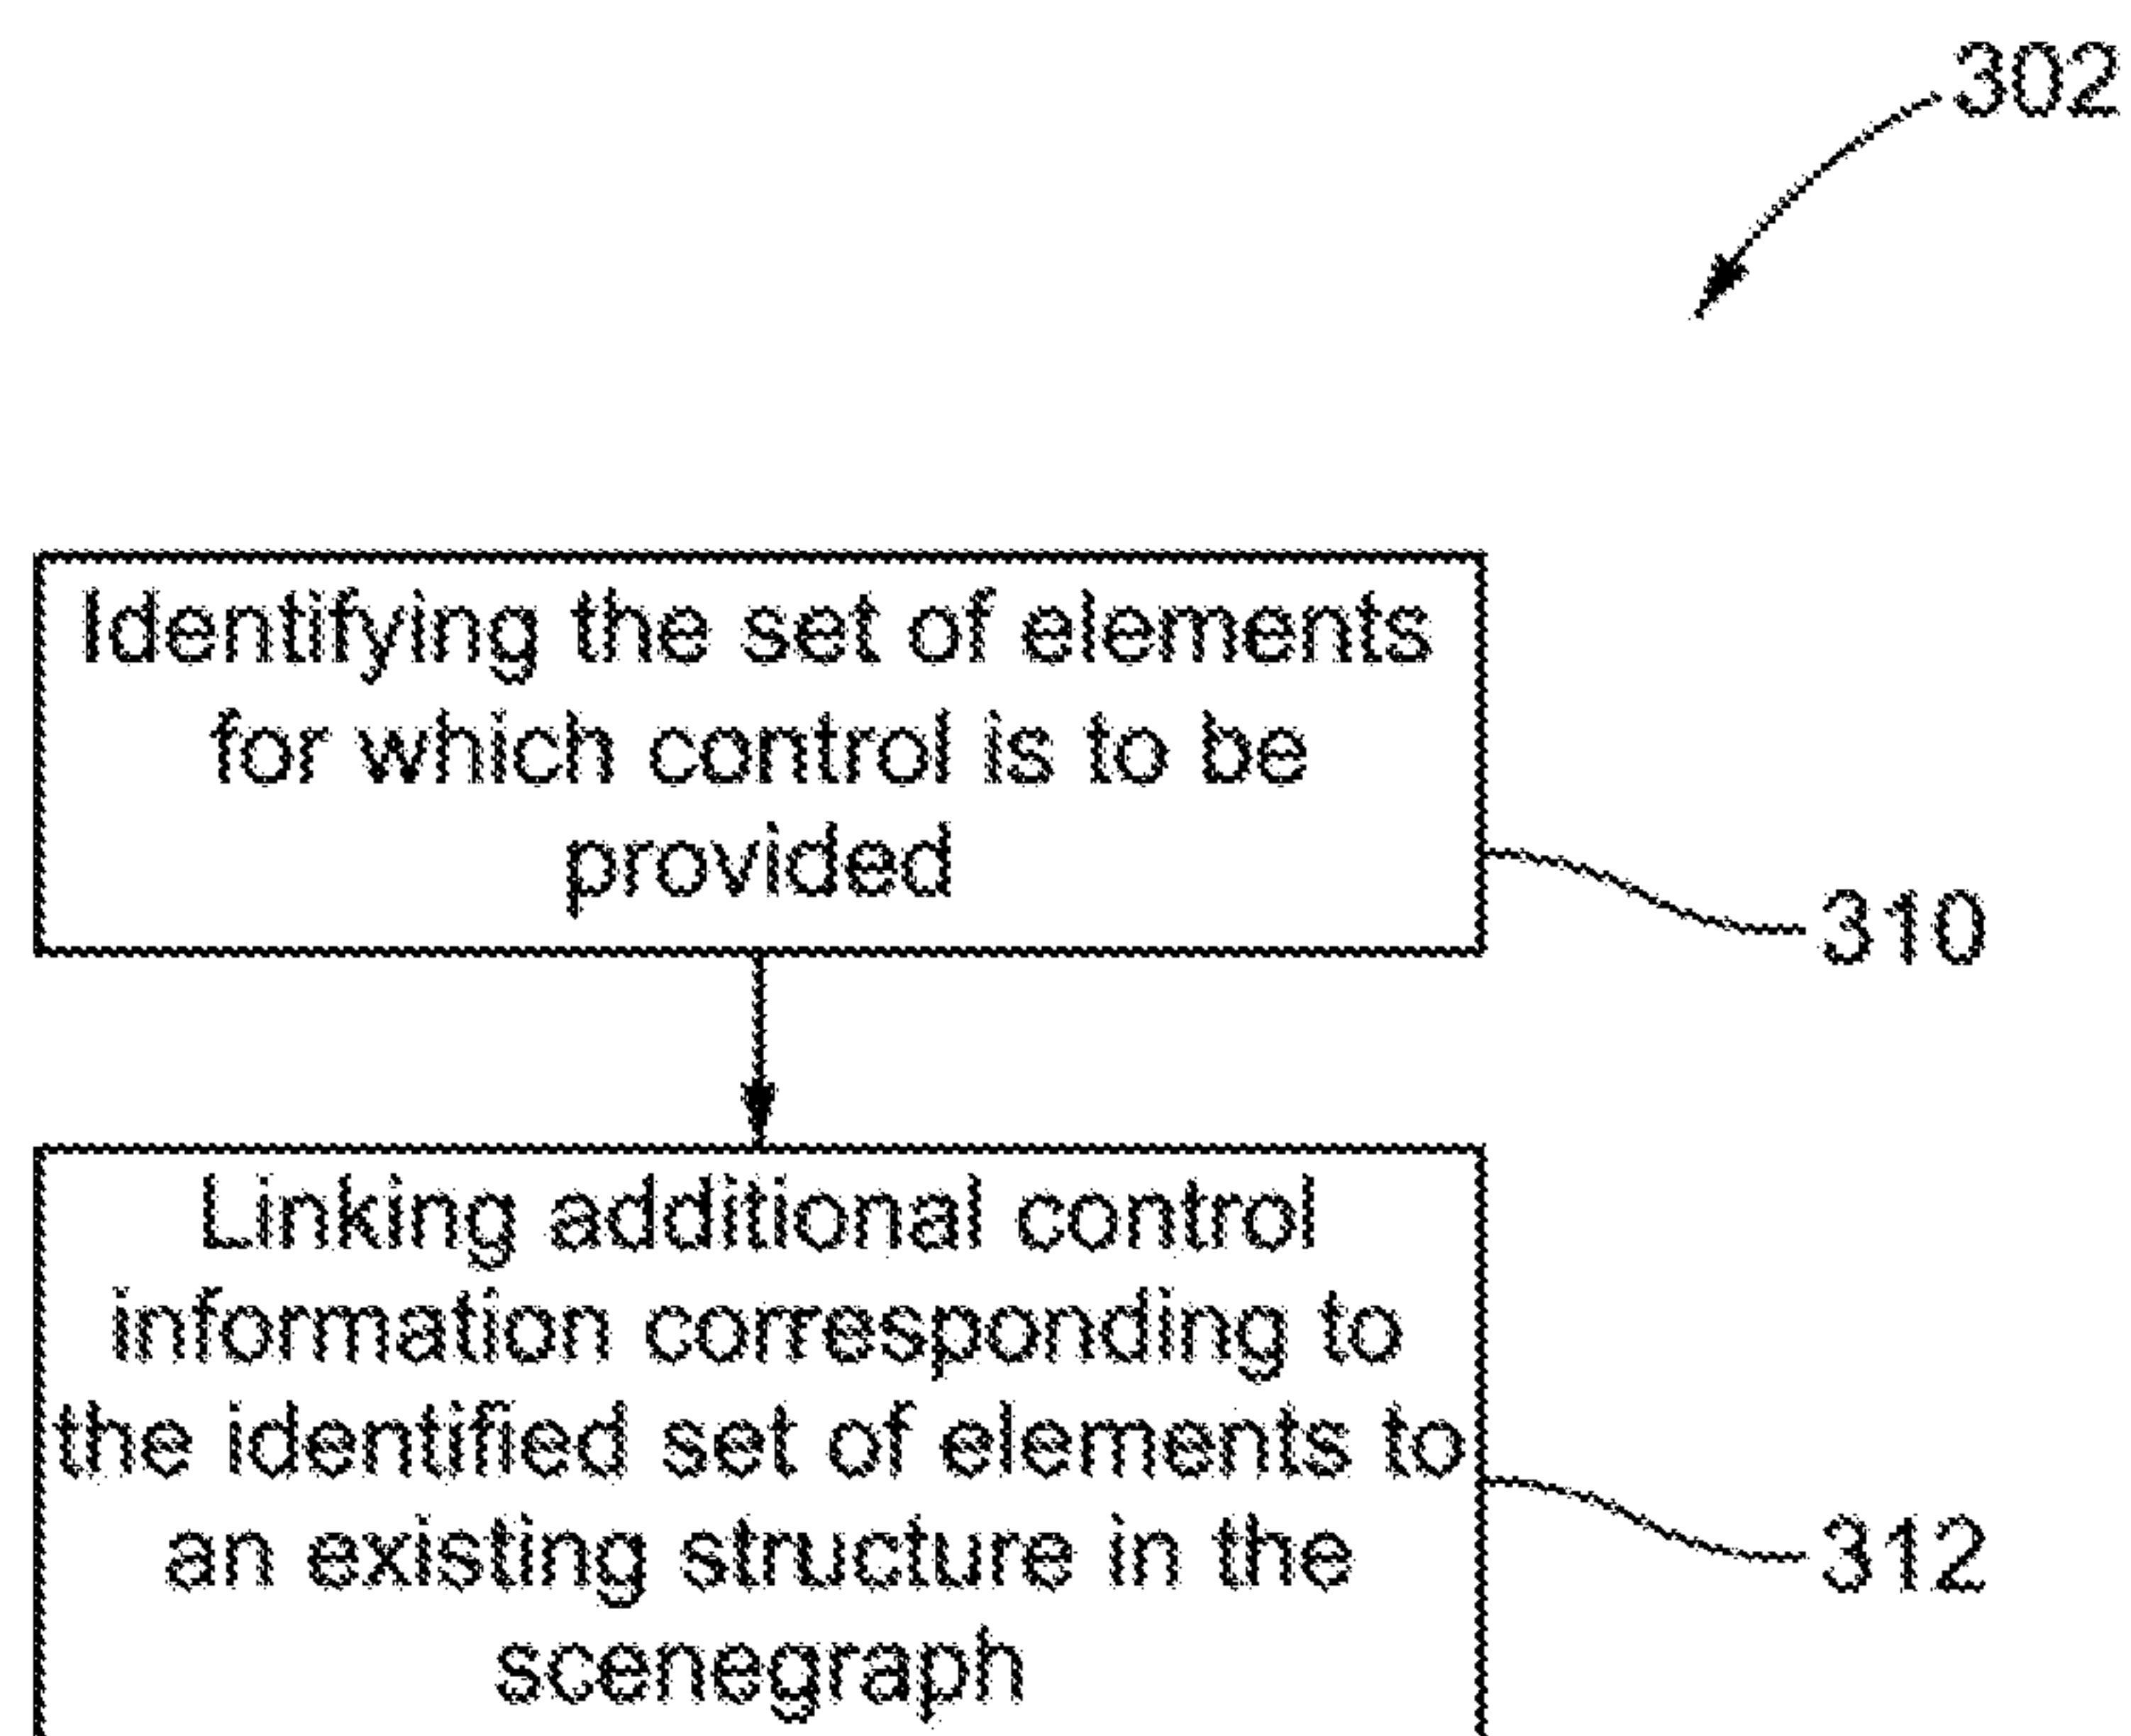 302
Identifying the set of elements
for which control is to be
provided
310
Linking additional control
information corresponding to
the identified set of elements to
an existing structure in the
scenegraph
312